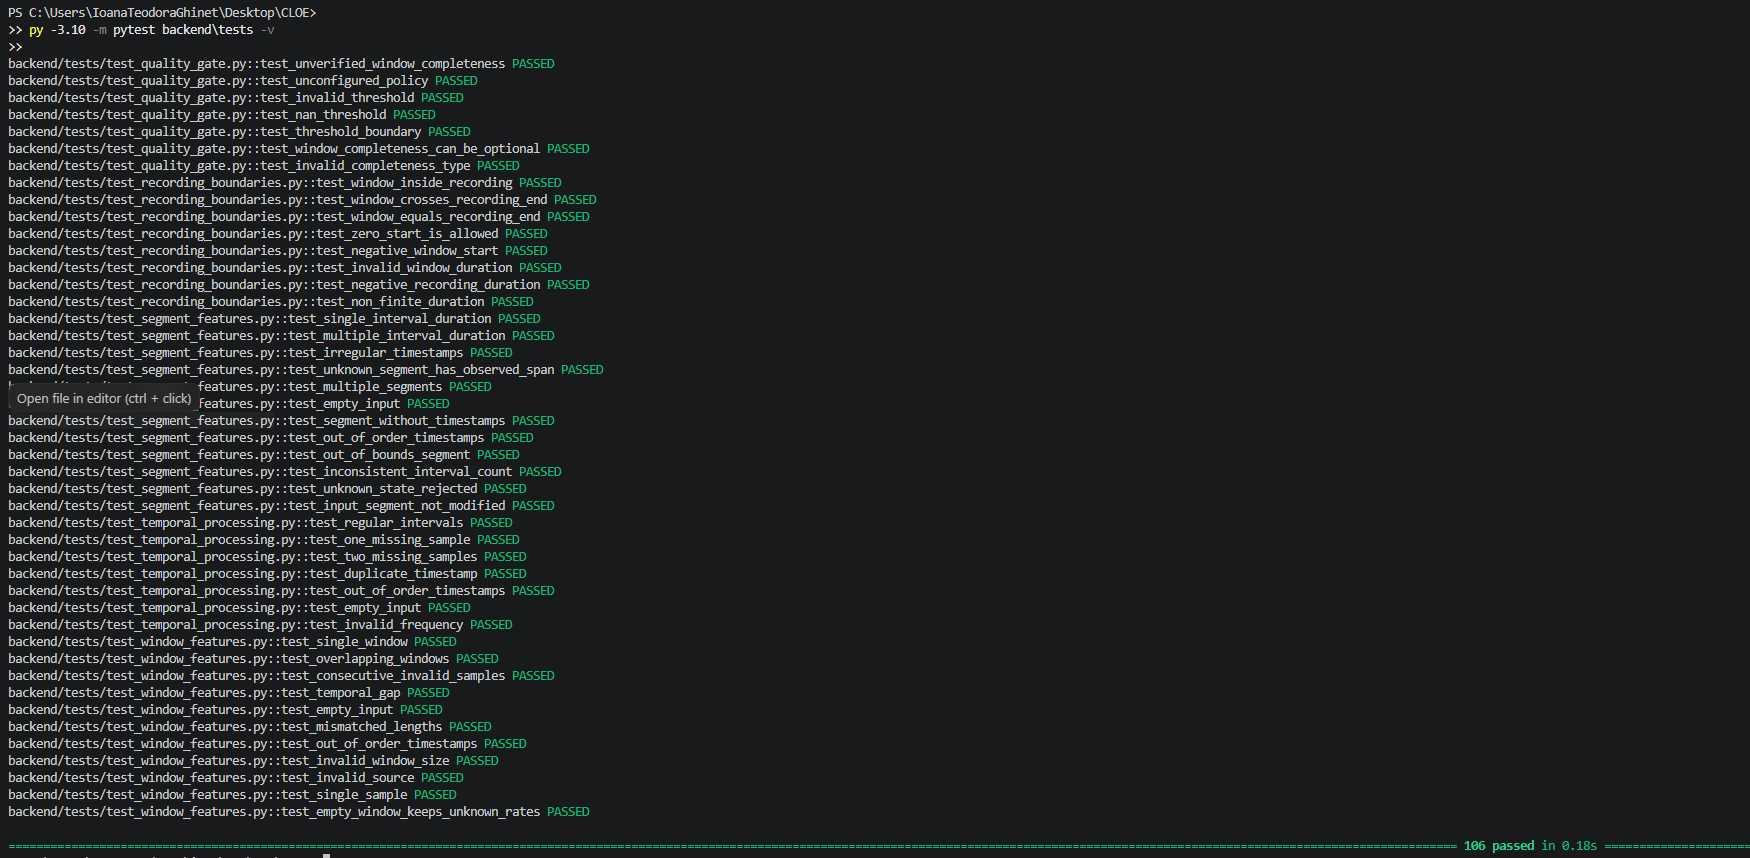 PS C:\Users\IoanaTeodoraGhinet\Desktop\CLOE>
>> py -3.10 -m pytest backend\tests -v
>>
backend/tests/test_quality_gate.py::test_unverified_window_completeness PASSED
backend/tests/test_quality_gate.py::test_unconfigured_policy PASSED
backend/tests/test_quality_gate.py::test_invalid_threshold PASSED
backend/tests/test_quality_gate.py::test_nan_threshold PASSED
backend/tests/test_quality_gate.py::test_threshold_boundary PASSED
backend/tests/test_quality_gate.py::test_window_completeness_can_be_optional PASSED
backend/tests/test_quality_gate.py::test_invalid_completeness_type PASSED
backend/tests/test_recording_boundaries.py::test_window_inside_recording PASSED
backend/tests/test_recording_boundaries.py::test_window_crosses_recording_end PASSED
backend/tests/test_recording_boundaries.py::test_window_equals_recording_end PASSED
backend/tests/test_recording_boundaries.py::test_zero_start_is_allowed PASSED
backend/tests/test_recording_boundaries.py::test_negative_window_start PASSED
backend/tests/test_recording_boundaries.py::test_invalid_window_duration PASSED
backend/tests/test_recording_boundaries.py::test_negative_recording_duration PASSED
backend/tests/test_recording_boundaries.py::test_non_finite_duration PASSED
backend/tests/test_segment_features.py::test_single_interval_duration PASSED
backend/tests/test_segment_features.py::test_multiple_interval_duration PASSED
backend/tests/test_segment_features.py::test_irregular_timestamps PASSED
backend/tests/test_segment_features.py::test_unknown_segment_has_observed_span PASSED
features.py::test_multiple_segments PASSED
Open file in editor (ctrl + click)
features.py::test_empty_input PASSED
backend/tests/test_segment_features.py::test_segment_without_timestamps PASSED
backend/tests/test_segment_features.py::test_out_of_order_timestamps PASSED
backend/tests/test_segment_features.py::test_out_of_bounds_segment PASSED
backend/tests/test_segment_features.py::test_inconsistent_interval_count PASSED
backend/tests/test_segment_features.py::test_unknown_state_rejected PASSED
backend/tests/test_segment_features.py::test_input_segment_not_modified PASSED
backend/tests/test_temporal_processing.py::test_regular_intervals PASSED
backend/tests/test_temporal_processing.py::test_one_missing_sample PASSED
backend/tests/test_temporal_processing.py::test_two_missing_samples PASSED
backend/tests/test_temporal_processing.py::test_duplicate_timestamp PASSED
backend/tests/test_temporal_processing.py::test_out_of_order_timestamps PASSED
backend/tests/test_temporal_processing.py::test_empty_input PASSED
backend/tests/test_temporal_processing.py::test_invalid_frequency PASSED
backend/tests/test_window_features.py::test_single_window PASSED
backend/tests/test_window_features.py::test_overlapping_windows PASSED
backend/tests/test_window_features.py::test_consecutive_invalid_samples PASSED
backend/tests/test_window_features.py::test_temporal_gap PASSED
backend/tests/test_window_features.py::test_empty_input PASSED
backend/tests/test_window_features.py::test_mismatched_lengths PASSED
backend/tests/test_window_features.py::test_out_of_order_timestamps PASSED
backend/tests/test_window_features.py::test_invalid_window_size PASSED
backend/tests/test_window_features.py::test_invalid_source PASSED
backend/tests/test_window_features.py::test_single_sample PASSED
backend/tests/test_window_features.py::test_empty_window_keeps_unknown_rates PASSED
106 passed in 0.18s